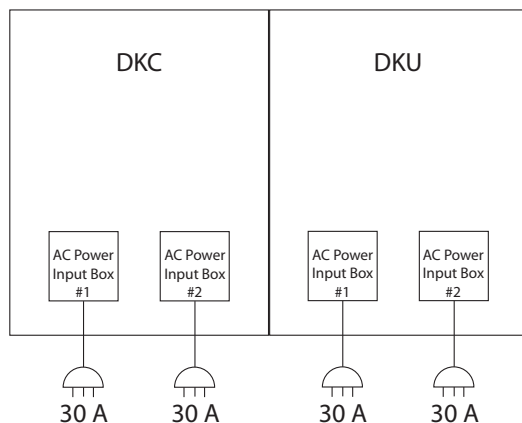 DKC
DKU
AC Power
Input Box
#1
AC Power
Input Box
#2
AC Power
Input Box
#1
AC Power
Input Box
#2
30 A
30 A
30 A
30 A